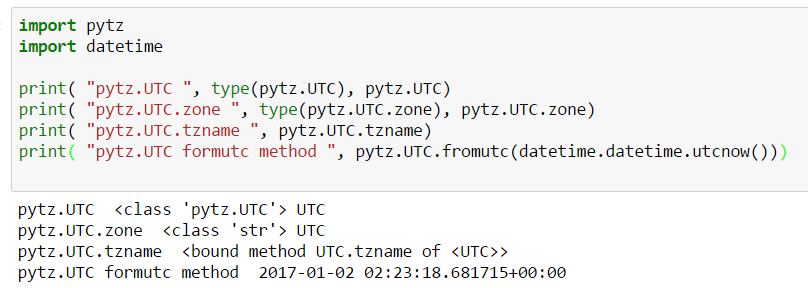 import pytz
import datetime
print( "pytz.UTC ", type(pytz.UTC), pytz.UTC)
print( "pytz.UTC.zone ", type(pytz.UTC.zone), pytz.UTC.zone)
print( "pytz.UTC.tzname ", pytz.UTC.tzname)
print( "pytz.UTC formutc method ", pytz.UTC.fromutc(datetime.datetime.utcnow()))
pytz.UTC  <class 'pytz.UTC'> UTC
pytz.UTC.zone  <class 'str'> UTC
pytz.UTC.tzname  <bound method UTC.tzname of <UTC>>
pytz.UTC formutc method  2017-01-02 02:23:18.681715+00:00